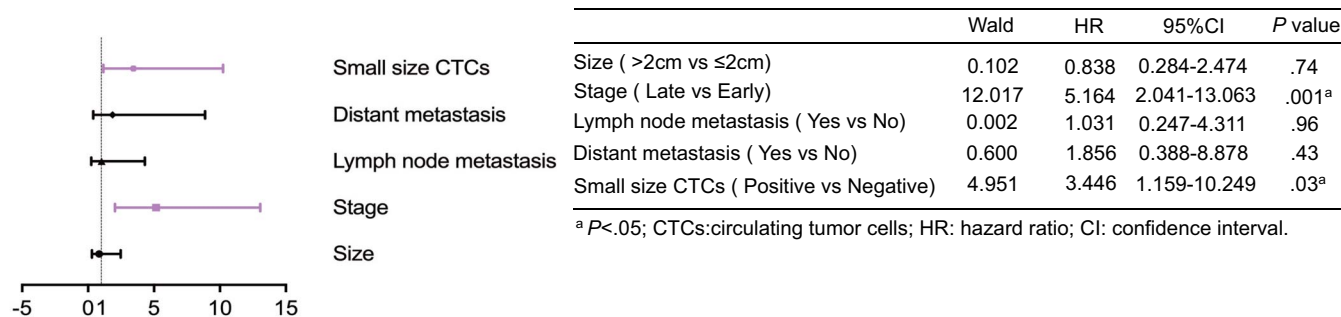 Small size CTCs
Distant metastasis
Lymph node metastasis
Stage
Size
-5 0 1 5 10 15
Wald HR 95%CI P value
Size ( >2cm vs ≤2cm) 0.102 0.838 0.284-2.474 .74
Stage ( Late vs Early) 12.017 5.164 2.041-13.063 .001ᵃ
Lymph node metastasis ( Yes vs No) 0.002 1.031 0.247-4.311 .96
Distant metastasis ( Yes vs No) 0.600 1.856 0.388-8.878 .43
Small size CTCs ( Positive vs Negative) 4.951 3.446 1.159-10.249 .03ᵃ
ᵃ P<.05; CTCs:circulating tumor cells; HR: hazard ratio; CI: confidence interval.